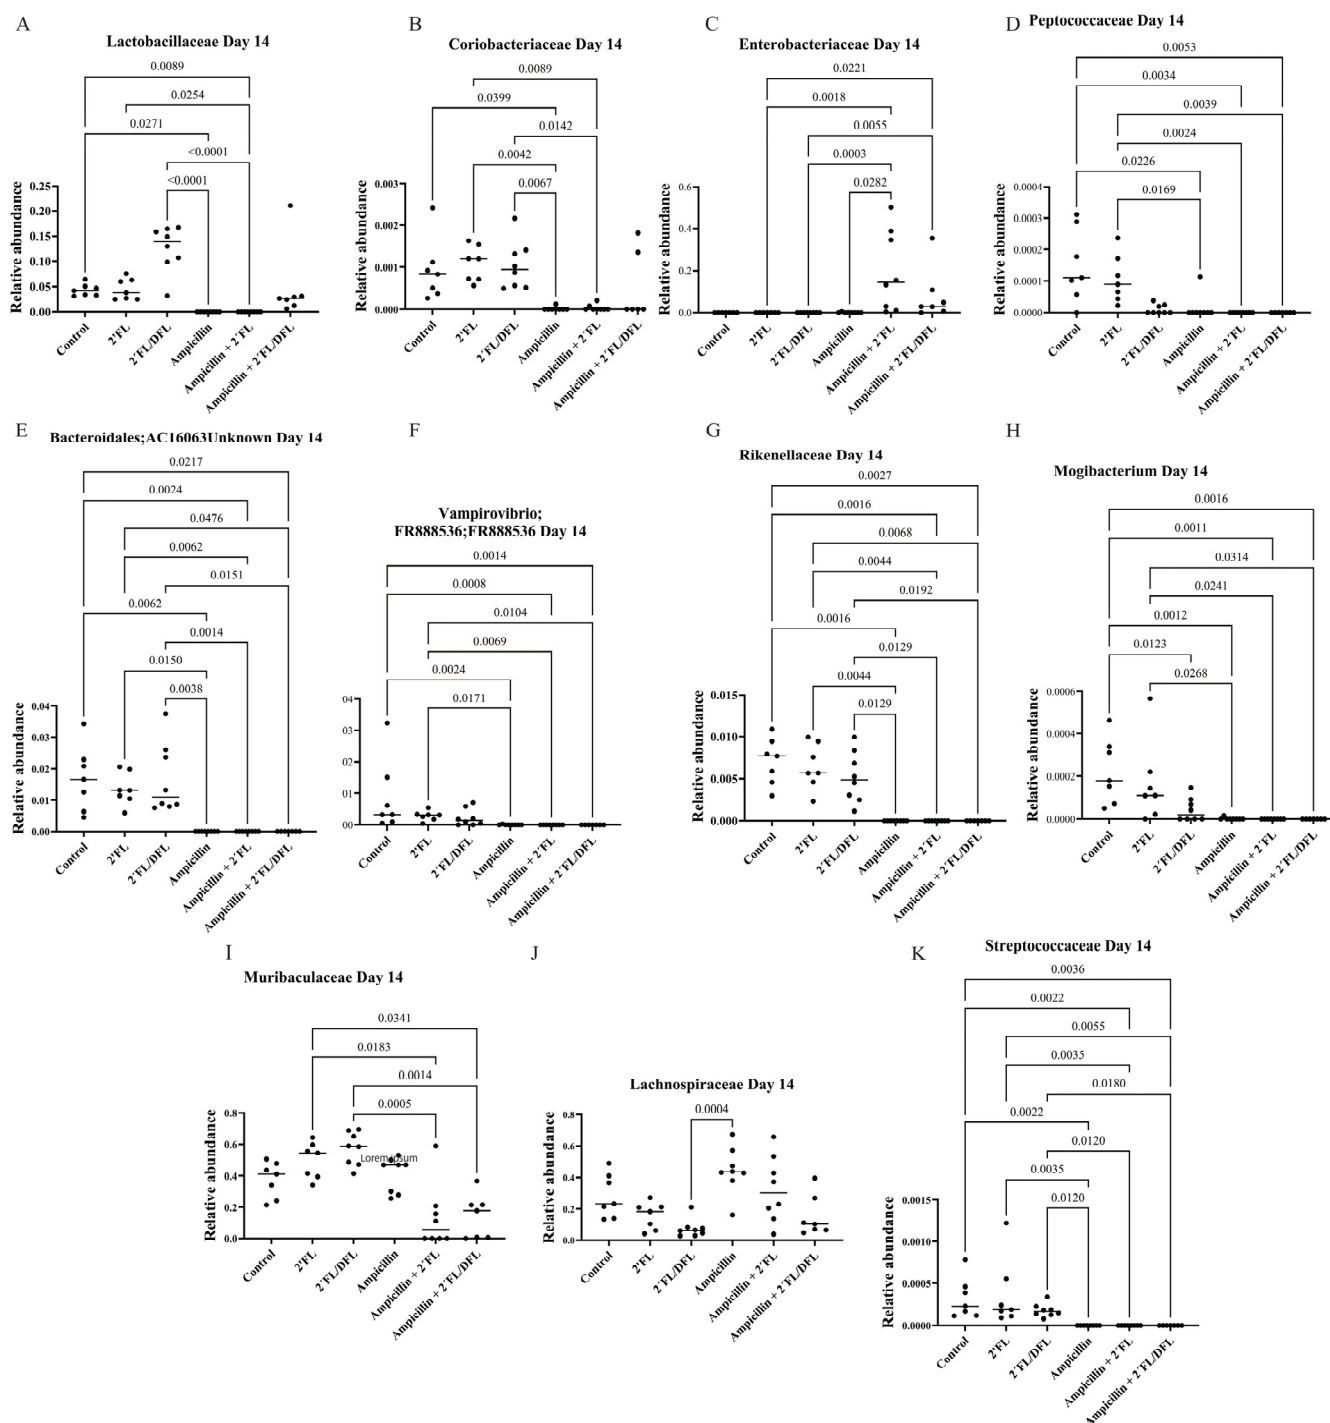 A
Lactobacillaceae Day 14
0.0089
0.0254
0.0271
<0.0001
<0.0001
Relative abundance
0.25
0.20
0.15
0.10
0.05
0.00
Control
2'FL
2'FL/DFL
Ampicillin
Ampicillin + 2'FL
Ampicillin + 2'FL/DFL
B
Coriobacteriaceae Day 14
0.0089
0.0399
0.0142
0.0042
0.0067
Relative abundance
0.003
0.002
0.001
0.000
Control
2'FL
2'FL/DFL
Ampicillin
Ampicillin + 2'FL
Ampicillin + 2'FL/DFL
C
Enterobacteriaceae Day 14
0.0221
0.0018
0.0055
0.0003
0.0282
Relative abundance
0.6
0.4
0.2
0.0
Control
2'FL
2'FL/DFL
Ampicillin
Ampicillin + 2'FL
Ampicillin + 2'FL/DFL
D
Peptococcaceae Day 14
0.0053
0.0034
0.0039
0.0024
0.0226
0.0169
Relative abundance
0.0004
0.0003
0.0002
0.0001
0.0000
Control
2'FL
2'FL/DFL
Ampicillin
Ampicillin + 2'FL
Ampicillin + 2'FL/DFL
E
Bacteroidales;AC16063Unknown Day 14
0.0217
0.0024
0.0476
0.0062
0.0151
0.0062
0.0014
0.0150
0.0038
Relative abundance
0.04
0.03
0.02
0.01
0.00
Control
2'FL
2'FL/DFL
Ampicillin
Ampicillin + 2'FL
Ampicillin + 2'FL/DFL
F
Vampirovibrio;
FR888536;FR888536 Day 14
0.0014
0.0008
0.0104
0.0069
0.0024
0.0171
Relative abundance
04
03
02
01
00
Control
2'FL
2'FL/DFL
Ampicillin
Ampicillin + 2'FL
Ampicillin + 2'FL/DFL
G
Rikenellaceae Day 14
0.0027
0.0016
0.0068
0.0044
0.0192
0.0016
0.0129
0.0044
0.0129
Relative abundance
0.015
0.010
0.005
0.000
Control
2'FL
2'FL/DFL
Ampicillin
Ampicillin + 2'FL
Ampicillin + 2'FL/DFL
H
Mogibacterium Day 14
0.0016
0.0011
0.0314
0.0241
0.0012
0.0123
0.0268
Relative abundance
0.0006
0.0004
0.0002
0.0000
Control
2'FL
2'FL/DFL
Ampicillin
Ampicillin + 2'FL
Ampicillin + 2'FL/DFL
I
Muribaculaceae Day 14
0.0341
0.0183
0.0014
0.0005
Relative abundance
0.8
0.6
0.4
0.2
0.0
Lorem ipsum
Control
2'FL
2'FL/DFL
Ampicillin
Ampicillin + 2'FL
Ampicillin + 2'FL/DFL
J
Lachnospiraceae Day 14
0.0004
Relative abundance
0.8
0.6
0.4
0.2
0.0
Control
2'FL
2'FL/DFL
Ampicillin
Ampicillin + 2'FL
Ampicillin + 2'FL/DFL
K
Streptococcaceae Day 14
0.0036
0.0022
0.0055
0.0035
0.0180
0.0022
0.0120
0.0035
0.0120
Relative abundance
0.0015
0.0010
0.0005
0.0000
Control
2'FL
2'FL/DFL
Ampicillin
Ampicillin + 2'FL
Ampicillin + 2'FL/DFL